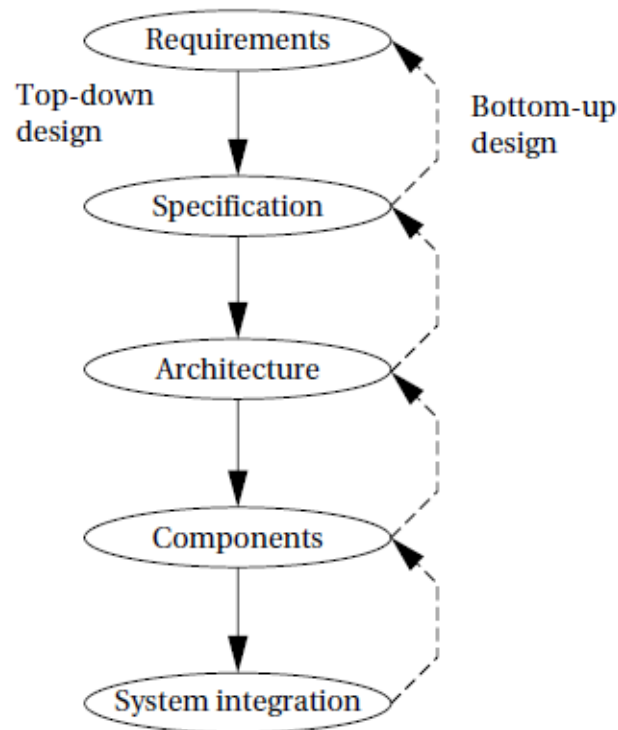 Requirements
Top-down
design
Bottom-up
design
Specification
Architecture
Components
System integration